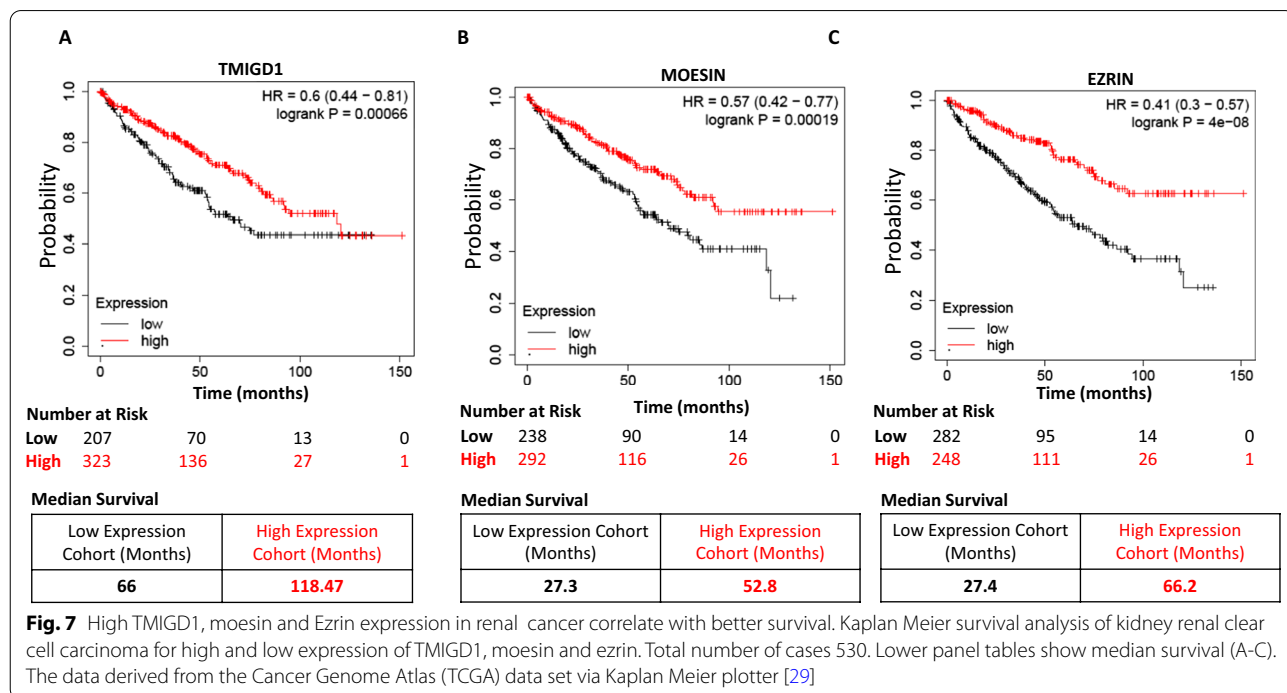 A
TMIGD1
HR = 0.6 (0.44 − 0.81)
logrank P = 0.00066
Probability
1.0
0.8
0.6
0.4
0.2
0.0
Expression
low
high
0 50 100 150
Time (months)
Number at Risk
Low 207 70 13 0
High 323 136 27 1
Median Survival
Low Expression High Expression
Cohort (Months) Cohort (Months)
66 118.47
B
MOESIN
HR = 0.57 (0.42 − 0.77)
logrank P = 0.00019
Probability
1.0
0.8
0.6
0.4
0.2
0.0
Expression
low
high
0 50 100 150
Time (months)
Number at Risk
Low 238 90 14 0
High 292 116 26 1
Median Survival
Low Expression Cohort High Expression
(Months) Cohort (Months)
27.3 52.8
C
EZRIN
HR = 0.41 (0.3 − 0.57)
logrank P = 4e−08
Probability
1.0
0.8
0.6
0.4
0.2
0.0
Expression
low
high
0 50 100 150
Time (months)
Number at Risk
Low 282 95 14 0
High 248 111 26 1
Median Survival
Low Expression Cohort High Expression
(Months) Cohort (Months)
27.4 66.2
Fig. 7 High TMIGD1, moesin and Ezrin expression in renal cancer correlate with better survival. Kaplan Meier survival analysis of kidney renal clear
cell carcinoma for high and low expression of TMIGD1, moesin and ezrin. Total number of cases 530. Lower panel tables show median survival (A-C).
The data derived from the Cancer Genome Atlas (TCGA) data set via Kaplan Meier plotter [29]